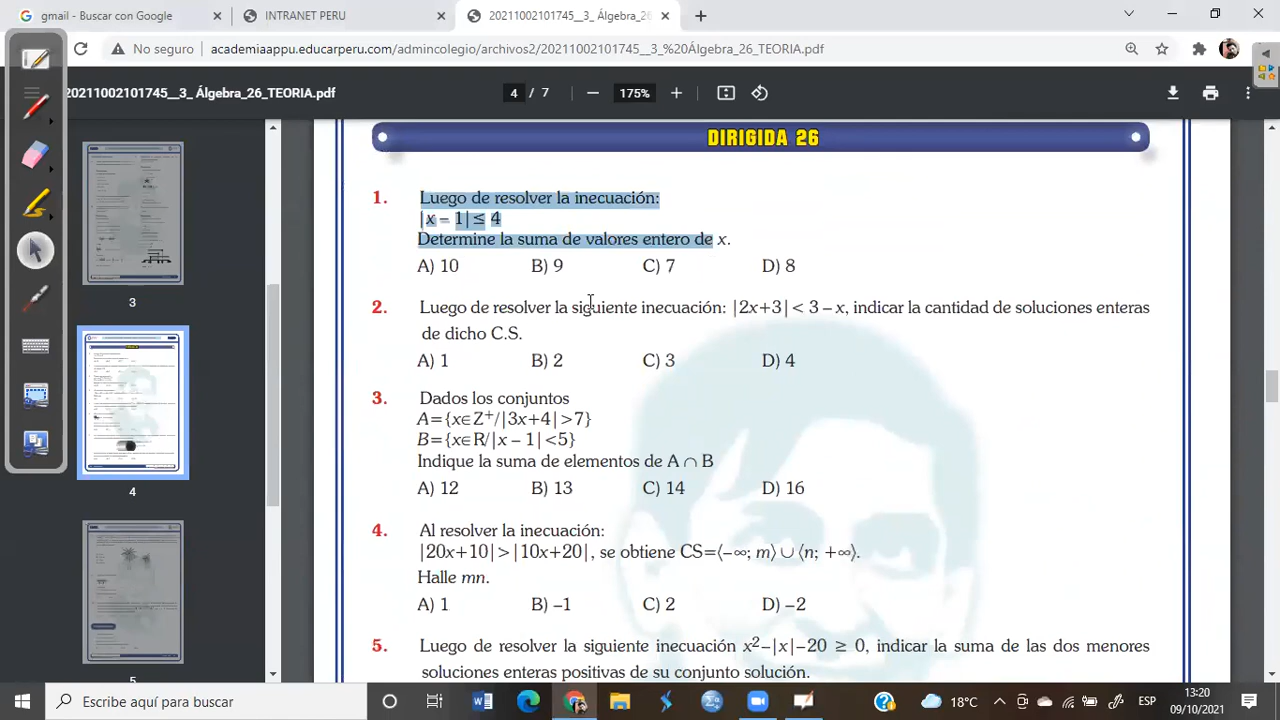 gmail - Buscar con Google
INTRANET PERU
20211002101745__3_ Álgebra_26_
No seguro
academiaappu.educarperu.com/admincolegio/archivos2/20211002101745__3_%20Álgebra_26_TEORIA.pdf
20211002101745__3_ Álgebra_26_TEORIA.pdf
4 / 7
175%
3
4
5
DIRIGIDA 26
1. Luego de resolver la inecuación:
|x – 1| ≤ 4
Determine la suma de valores entero de x.
A) 10 B) 9 C) 7 D) 8
2. Luego de resolver la siguiente inecuación: |2x+3| < 3 – x, indicar la cantidad de soluciones enteras
de dicho C.S.
A) 1 B) 2 C) 3 D) 4
3. Dados los conjuntos
A={x∈Z⁺/|3x+4|>7}
B={x∈R/|x – 1|<5}
Indique la suma de elementos de A ∩ B
A) 12 B) 13 C) 14 D) 16
4. Al resolver la inecuación:
|20x+10|>|10x+20|, se obtiene CS=⟨–∞; m⟩ ∪ ⟨n; +∞⟩.
Halle mn.
A) 1 B) –1 C) 2 D) –2
5. Luego de resolver la siguiente inecuación x²–|x|–20 ≥ 0, indicar la suma de las dos menores
soluciones enteras positivas de su conjunto solución.
Escribe aquí para buscar
18°C
ESP
13:20
09/10/2021